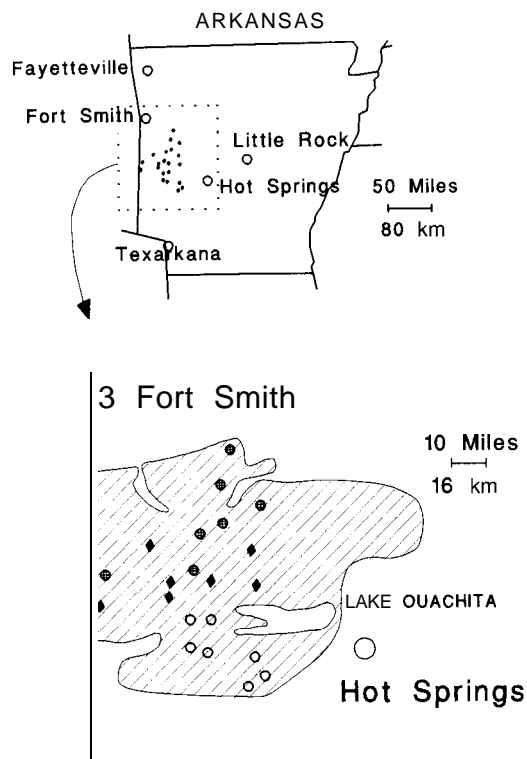 ARKANSAS
Fayetteville
Fort Smith
Little Rock
Hot Springs
50 Miles
80 km
Texarkana
3 Fort Smith
10 Miles
16 km
LAKE OUACHITA
Hot Springs